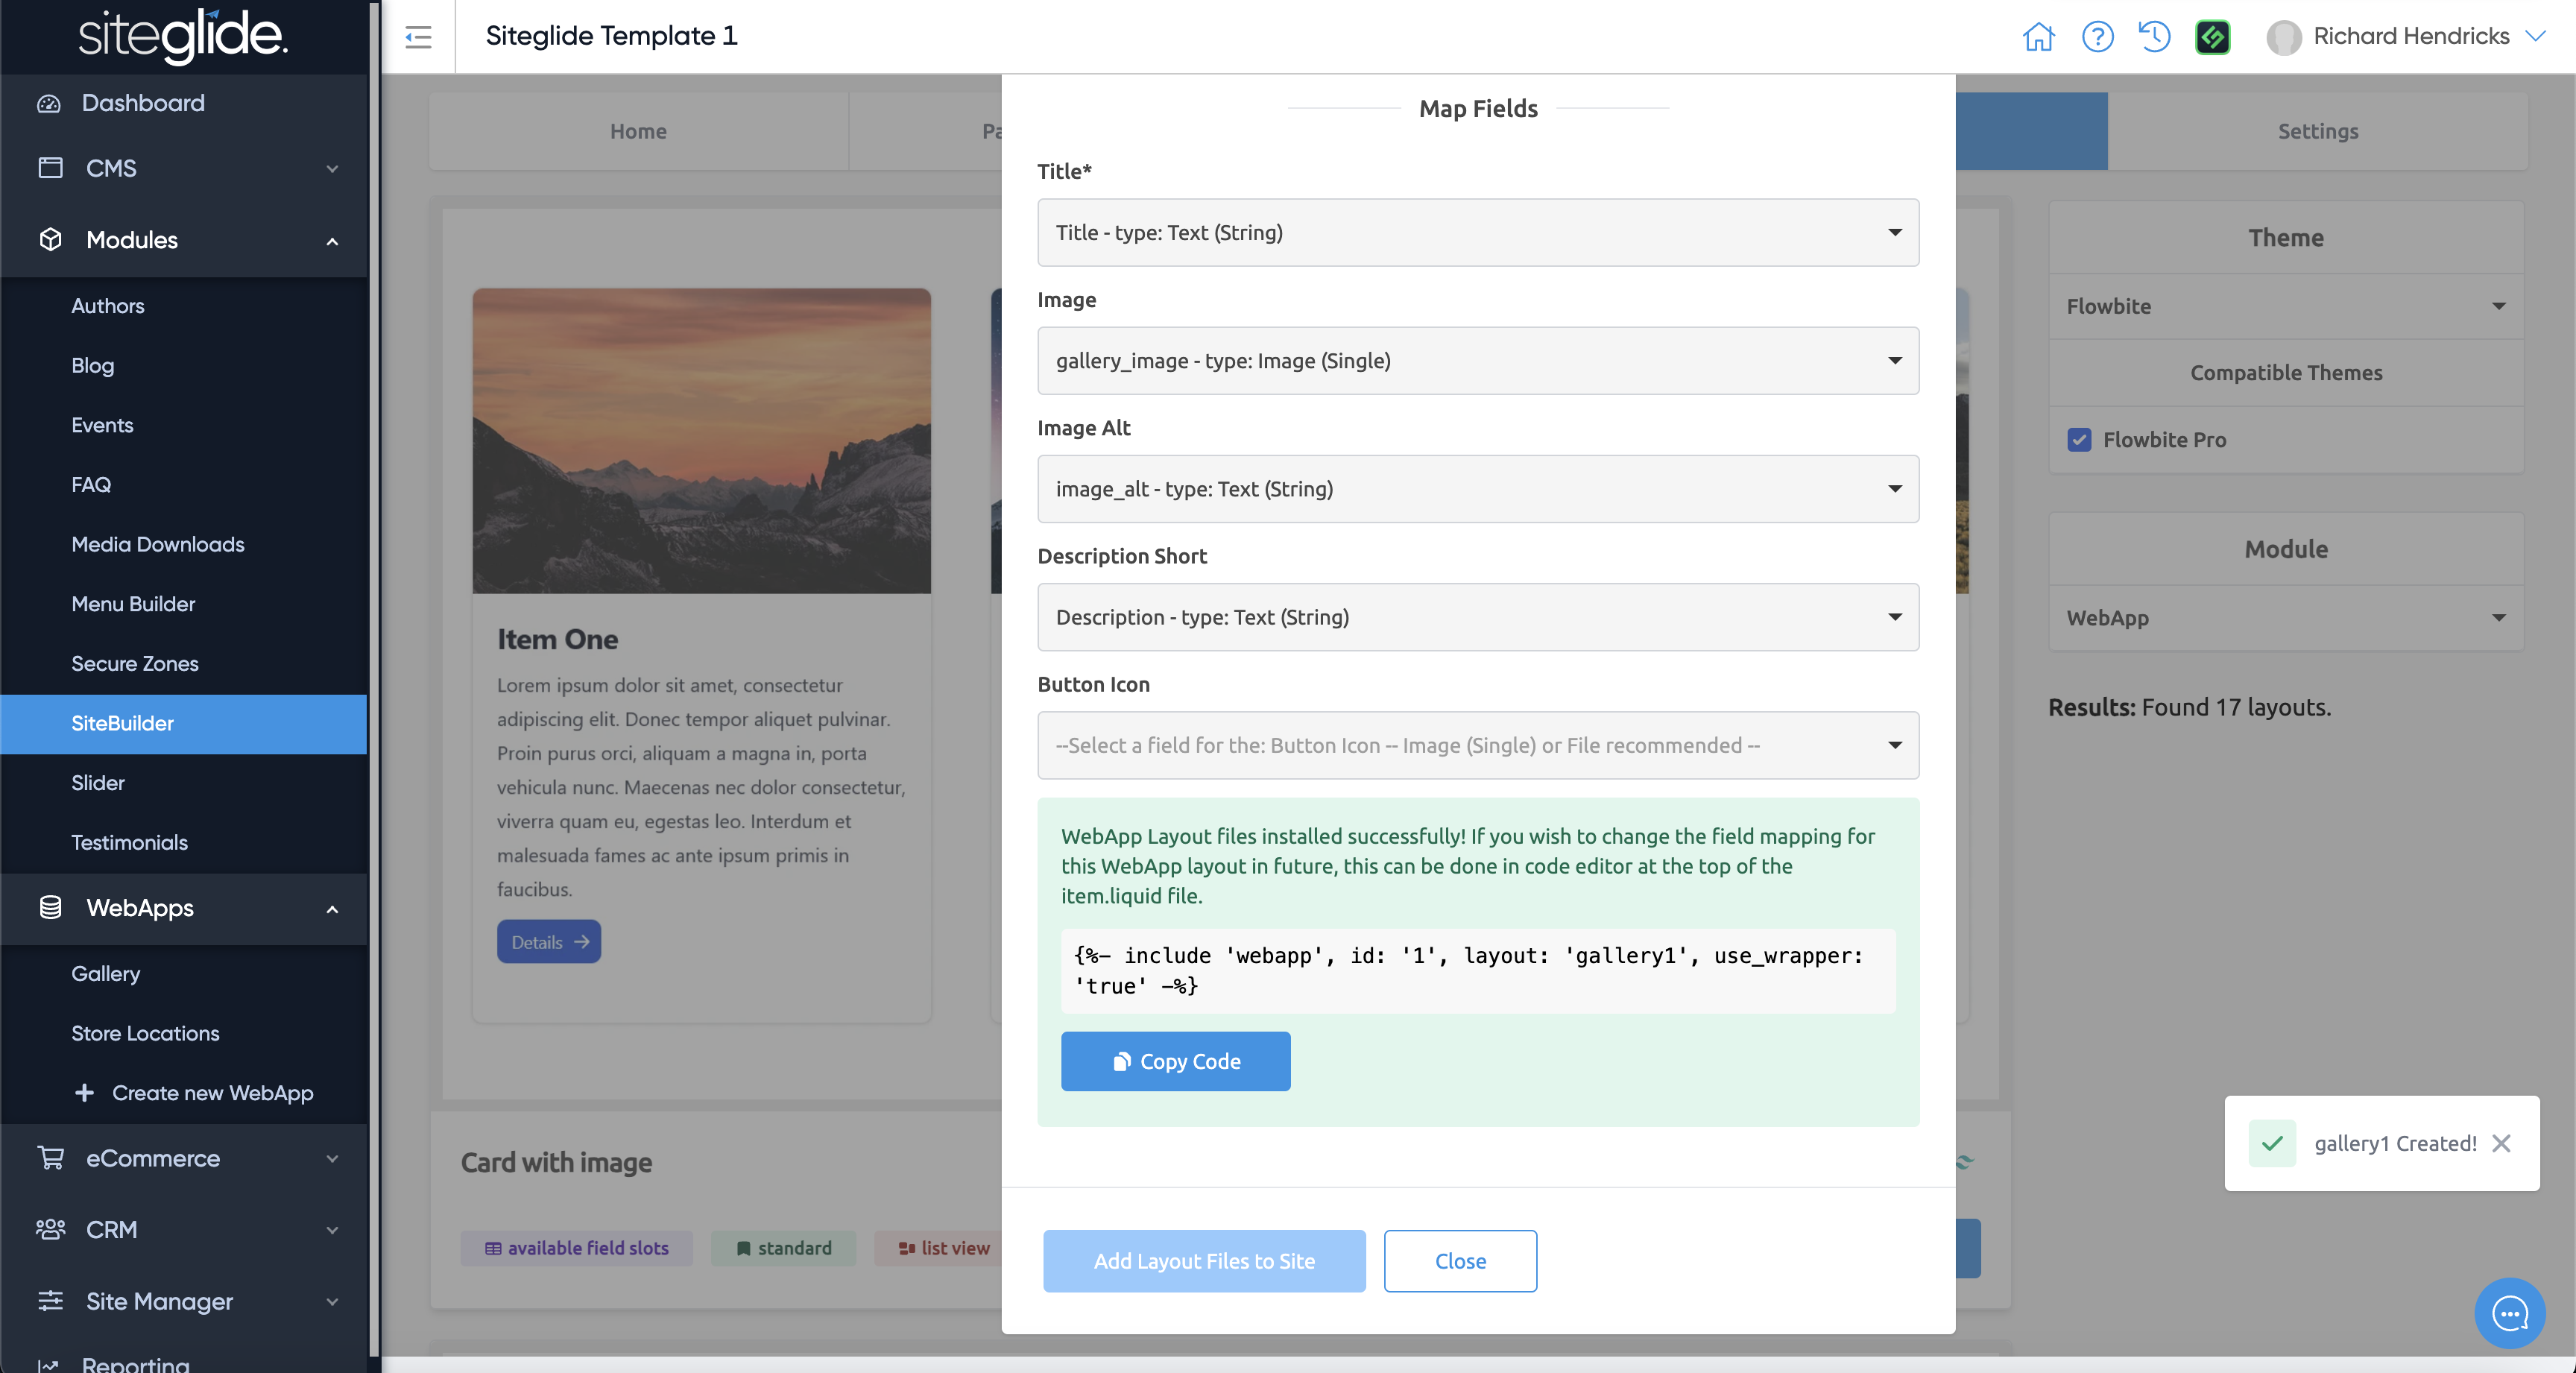 siteglide.
Siteglide Template 1
Richard Hendricks
Dashboard
CMS
Modules
Authors
Blog
Events
FAQ
Media Downloads
Menu Builder
Secure Zones
SiteBuilder
Slider
Testimonials
WebApps
Gallery
Store Locations
+ Create new WebApp
eCommerce
CRM
Site Manager
Reporting
Home
Pa
Settings
Item One
Lorem ipsum dolor sit amet, consectetur
adipiscing elit. Donec tempor aliquet pulvinar.
Proin purus orci, aliquam a magna in, porta
vehicula nunc. Maecenas nec dolor consectetur,
viverra quam eu, egestas leo. Interdum et
malesuada fames ac ante ipsum primis in
faucibus.
Details
Card with image
available field slots
standard
list view
Map Fields
Title*
Title - type: Text (String)
Image
gallery_image - type: Image (Single)
Image Alt
image_alt - type: Text (String)
Description Short
Description - type: Text (String)
Button Icon
--Select a field for the: Button Icon -- Image (Single) or File recommended --
WebApp Layout files installed successfully! If you wish to change the field mapping for
this WebApp layout in future, this can be done in code editor at the top of the
item.liquid file.
{%- include 'webapp', id: '1', layout: 'gallery1', use_wrapper:
'true' -%}
Copy Code
Add Layout Files to Site
Close
Theme
Flowbite
Compatible Themes
Flowbite Pro
Module
WebApp
Results: Found 17 layouts.
gallery1 Created!